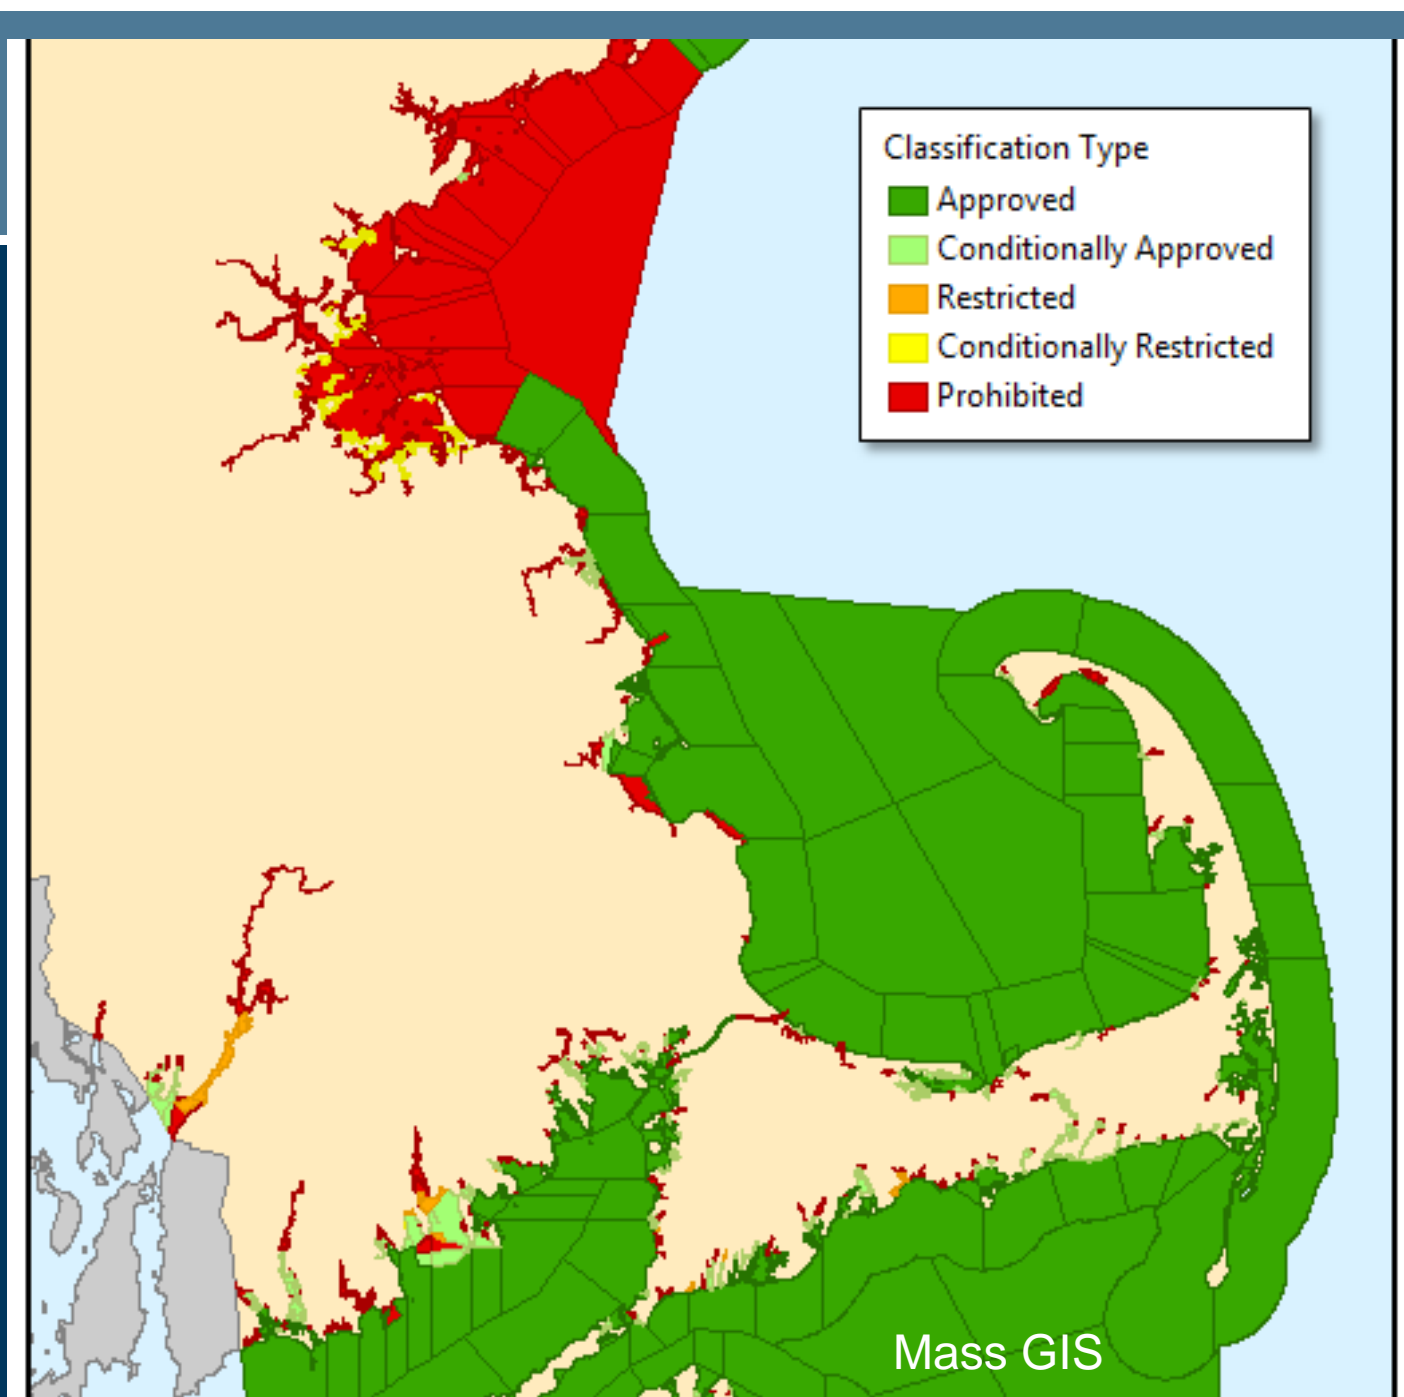 Classification Type
Approved
Conditionally Approved
Restricted
Conditionally Restricted
Prohibited
Mass GIS